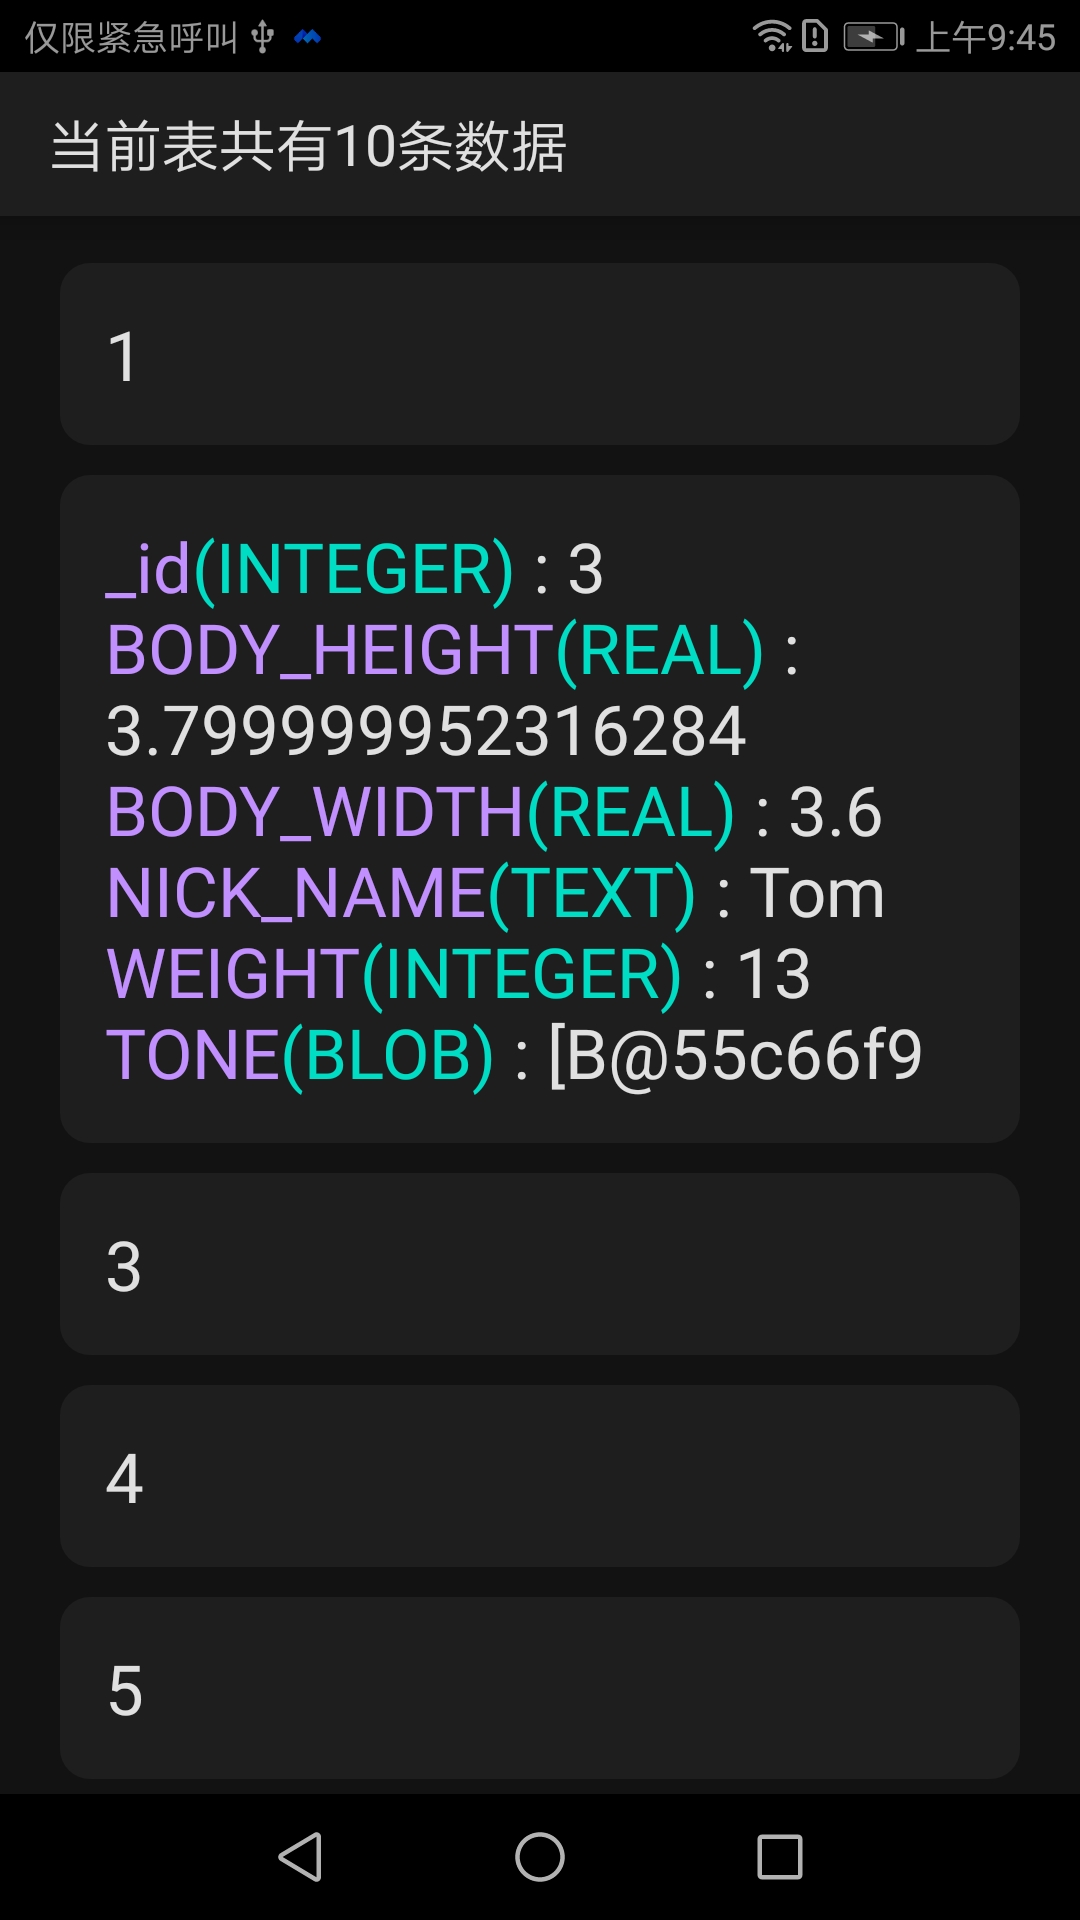 仅限紧急呼叫 上午9:45
当前表共有10条数据
1
_id(INTEGER) : 3
BODY_HEIGHT(REAL) :
3.799999952316284
BODY_WIDTH(REAL) : 3.6
NICK_NAME(TEXT) : Tom
WEIGHT(INTEGER) : 13
TONE(BLOB) : [B@55c66f9
3
4
5